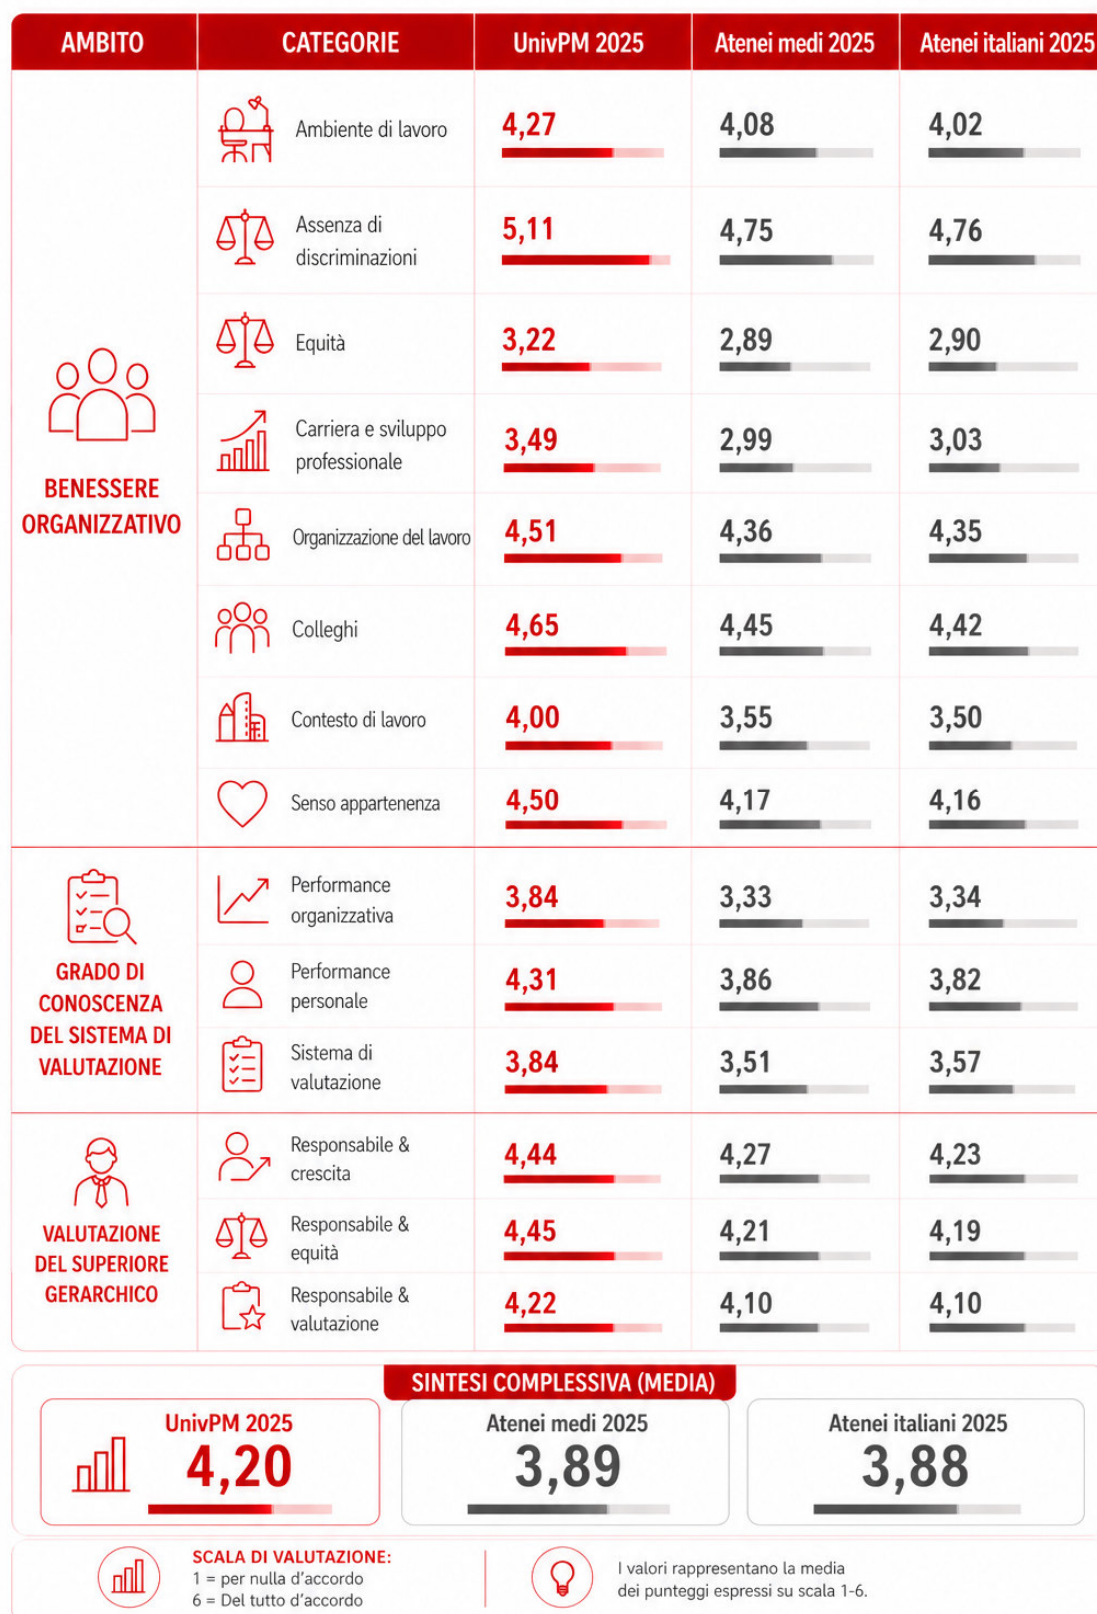 AMBITO
CATEGORIE
UnivPM 2025
Atenei medi 2025
Atenei italiani 2025
BENESSERE
ORGANIZZATIVO
Ambiente di lavoro
4,27
4,08
4,02
Assenza di
discriminazioni
5,11
4,75
4,76
Equità
3,22
2,89
2,90
Carriera e sviluppo
professionale
3,49
2,99
3,03
Organizzazione del lavoro
4,51
4,36
4,35
Colleghi
4,65
4,45
4,42
Contesto di lavoro
4,00
3,55
3,50
Senso appartenenza
4,50
4,17
4,16
GRADO DI
CONOSCENZA
DEL SISTEMA DI
VALUTAZIONE
Performance
organizzativa
3,84
3,33
3,34
Performance
personale
4,31
3,86
3,82
Sistema di
valutazione
3,84
3,51
3,57
VALUTAZIONE
DEL SUPERIORE
GERARCHICO
Responsabile &
crescita
4,44
4,27
4,23
Responsabile &
equità
4,45
4,21
4,19
Responsabile &
valutazione
4,22
4,10
4,10
SINTESI COMPLESSIVA (MEDIA)
UnivPM 2025
4,20
Atenei medi 2025
3,89
Atenei italiani 2025
3,88
SCALA DI VALUTAZIONE:
1 = per nulla d'accordo
6 = Del tutto d'accordo
I valori rappresentano la media
dei punteggi espressi su scala 1-6.